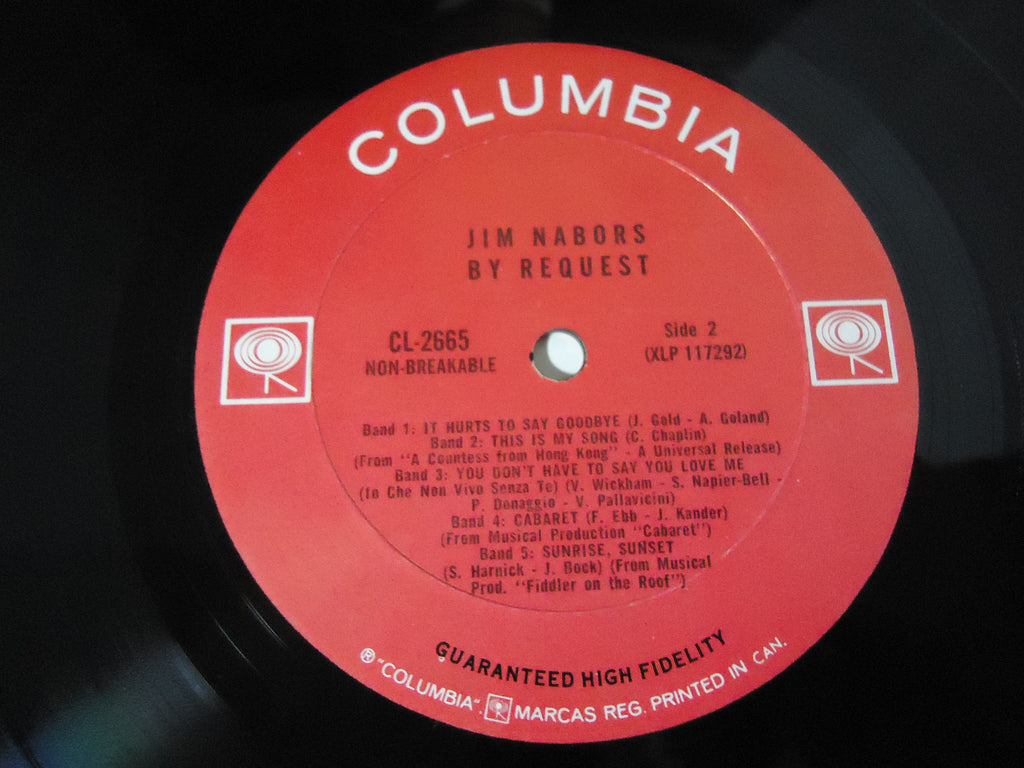 COLUMBIA
JIM NABORS
BY REQUEST
CL-2665
NON-BREAKABLE
Side 2
(XLP 117292)
Band 1: IT HURTS TO SAY GOODBYE (J. Gold - A. Goland)
Band 2: THIS IS MY SONG (C. Chaplin)
(From "A Countess from Hong Kong" - A Universal Release)
Band 3: YOU DON'T HAVE TO SAY YOU LOVE ME
(Io Che Non Vivo Senza Te) (V. Wickham - S. Napier-Bell -
P. Donaggio - V. Pallavicini)
Band 4: CABARET (F. Ebb - J. Kander)
(From Musical Production "Cabaret")
Band 5: SUNRISE, SUNSET
(S. Harnick - J. Bock) (From Musical
Prod. "Fiddler on the Roof")
GUARANTEED HIGH FIDELITY
® "COLUMBIA". MARCAS REG. PRINTED IN CAN.